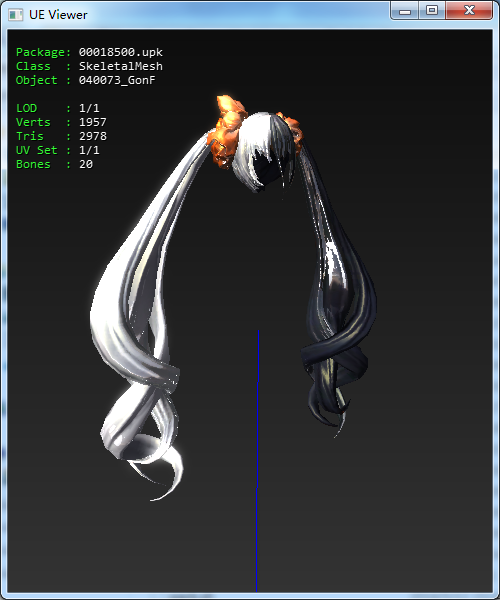 UE Viewer
Package: 00018500.upk
Class  : SkeletalMesh
Object : 040073_GonF
LOD    : 1/1
Verts  : 1957
Tris   : 2978
UV Set : 1/1
Bones  : 20